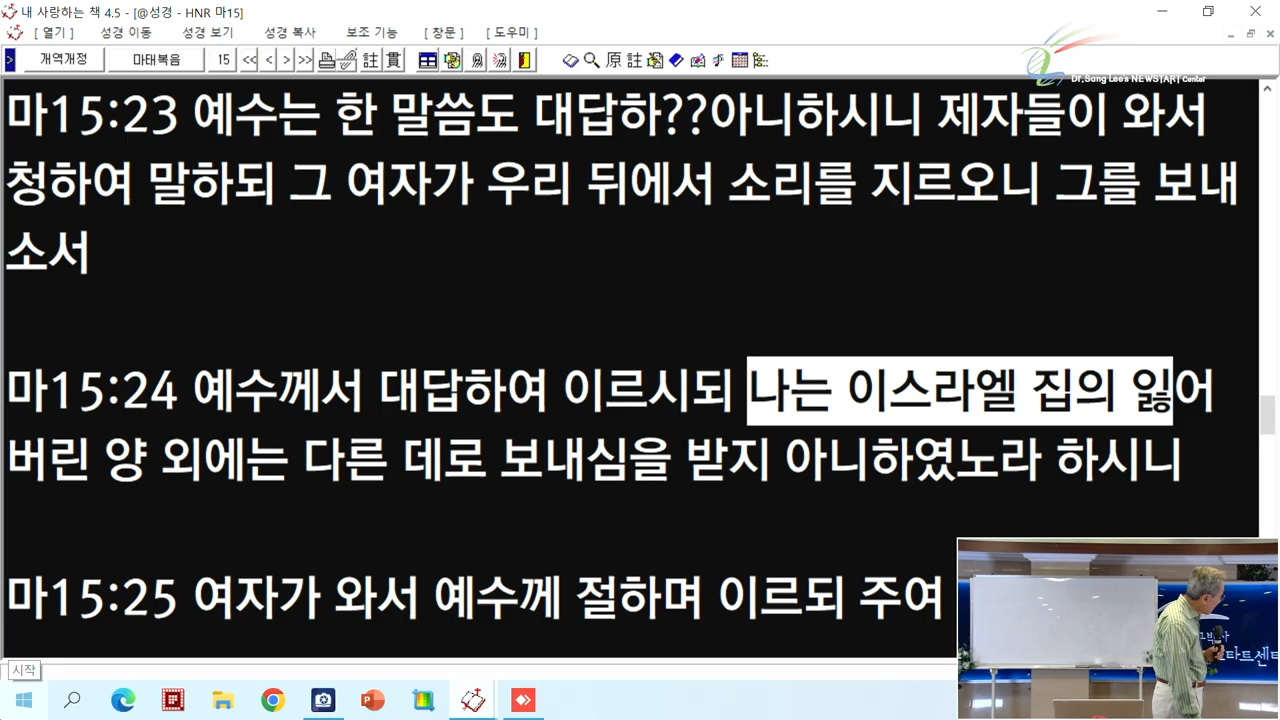 내 사랑하는 책 4.5 - [@성경 - HNR 마15]
[ 열기 ] 성경 이동 성경 보기 성경 복사 보조 기능 [ 창문 ] [ 도우미 ]
> 개역개정 마태복음 15 << < > >> 註 貫 原 註
Dr.Sang Lee's NEWSTART Center
마15:23 예수는 한 말씀도 대답하??아니하시니 제자들이 와서
청하여 말하되 그 여자가 우리 뒤에서 소리를 지르오니 그를 보내
소서
마15:24 예수께서 대답하여 이르시되 나는 이스라엘 집의 잃어
버린 양 외에는 다른 데로 보내심을 받지 아니하였노라 하시니
마15:25 여자가 와서 예수께 절하며 이르되 주여
시작